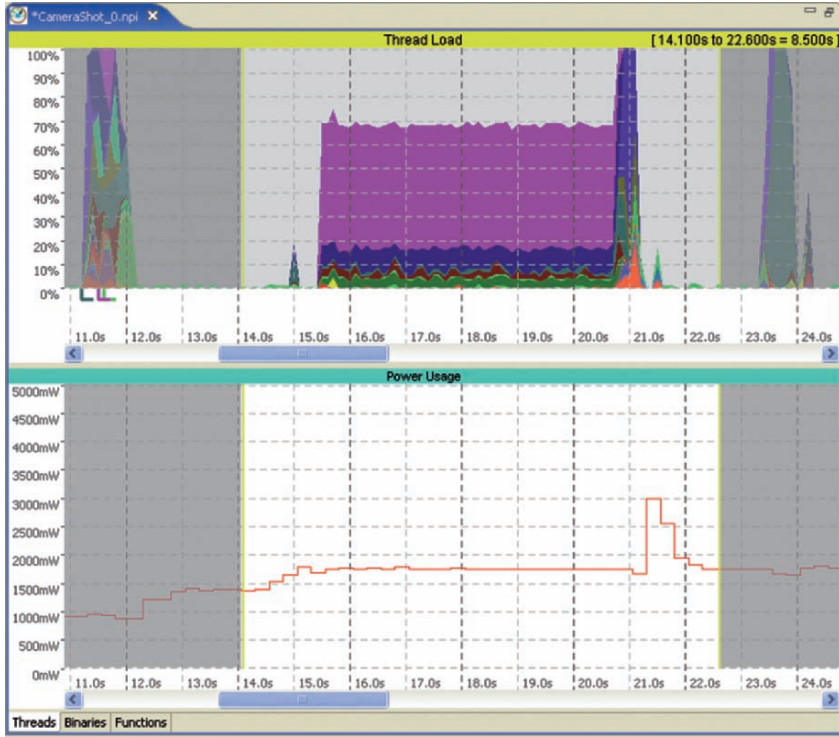 *CameraShot_0.npi
Thread Load [ 14.100s to 22.600s = 8.500s]
100%
90%
80%
70%
60%
50%
40%
30%
20%
10%
0%
11.0s 12.0s 13.0s 14.0s 15.0s 16.0s 17.0s 18.0s 19.0s 20.0s 21.0s 22.0s 23.0s 24.0s
Power Usage
5000mW
4500mW
4000mW
3500mW
3000mW
2500mW
2000mW
1500mW
1000mW
500mW
0mW
11.0s 12.0s 13.0s 14.0s 15.0s 16.0s 17.0s 18.0s 19.0s 20.0s 21.0s 22.0s 23.0s 24.0s
Threads Binaries Functions